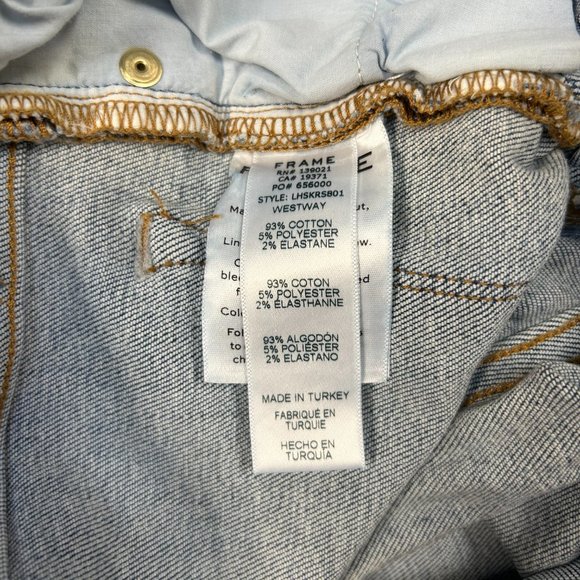 FRAME
RN# 139021
CA# 19371
PO# 656000
STYLE: LHSKRS801
WESTWAY
93% COTTON
5% POLYESTER
2% ELASTANE
93% COTON
5% POLYESTER
2% ELASTHANNE
93% ALGODÓN
5% POLIÉSTER
2% ELASTANO
MADE IN TURKEY
FABRIQUÉ EN
TURQUIE
HECHO EN
TURQUÍA